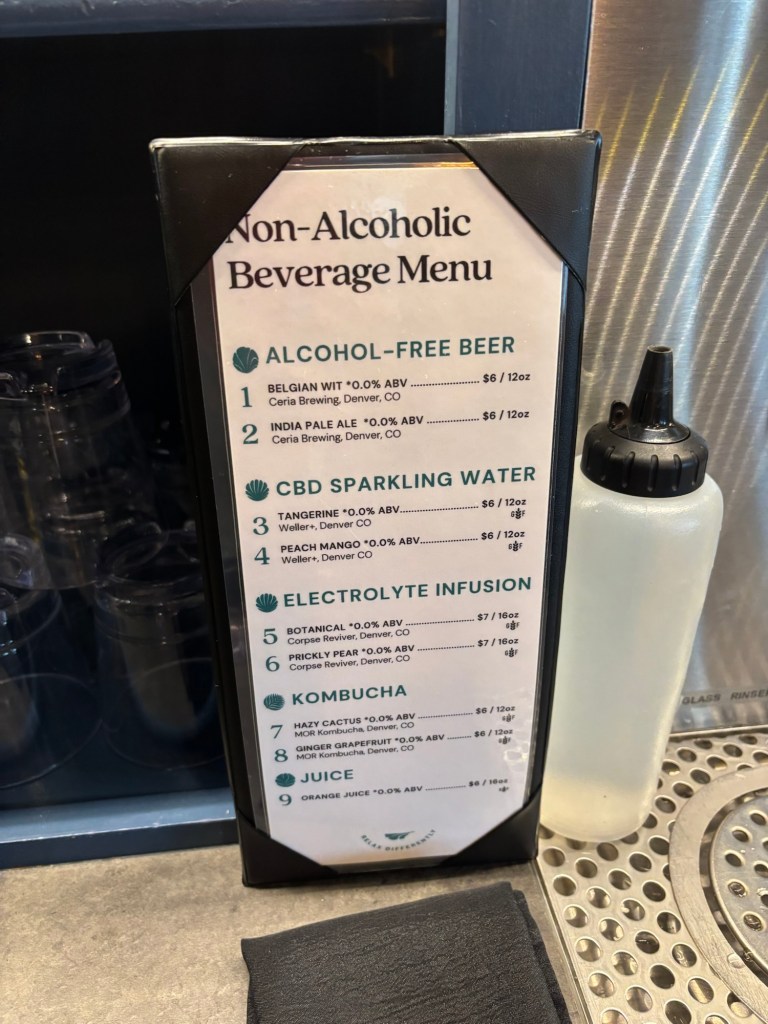 Non-Alcoholic
Beverage Menu
ALCOHOL-FREE BEER
1 BELGIAN WIT *0.0% ABV ........................ $6 / 12oz
Ceria Brewing, Denver, CO
2 INDIA PALE ALE *0.0% ABV .................... $6 / 12oz
Ceria Brewing, Denver, CO
CBD SPARKLING WATER
3 TANGERINE *0.0% ABV............................. $6 / 12oz
Weller+, Denver CO
GF
4 PEACH MANGO *0.0% ABV...................... $6 / 12oz
Weller+, Denver CO
GF
ELECTROLYTE INFUSION
5 BOTANICAL *0.0% ABV ........................... $7 / 16oz
Corpse Reviver, Denver, CO
GF
6 PRICKLY PEAR *0.0% ABV ..................... $7 / 16oz
Corpse Reviver, Denver, CO
GF
KOMBUCHA
7 HAZY CACTUS *0.0% ABV ..................... $6 / 12oz
MOR Kombucha, Denver, CO
GF
8 GINGER GRAPEFRUIT *0.0% ABV ........... $6 / 12oz
MOR Kombucha, Denver, CO
GF
JUICE
9 ORANGE JUICE *0.0% ABV ..................... $6 / 16oz
RELAX DIFFERENTLY
GLASS RINSER